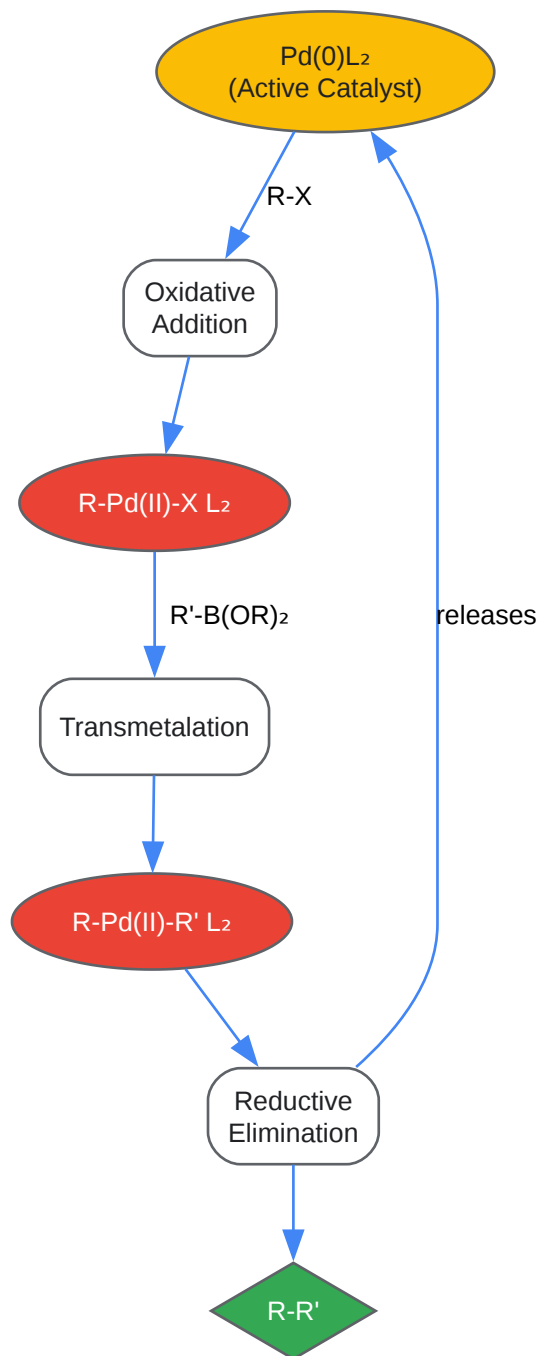 Pd(0)L₂
(Active Catalyst)
R-X
Oxidative
Addition
R-Pd(II)-X L₂
R'-B(OR)₂
releases
Transmetalation
R-Pd(II)-R' L₂
Reductive
Elimination
R-R'